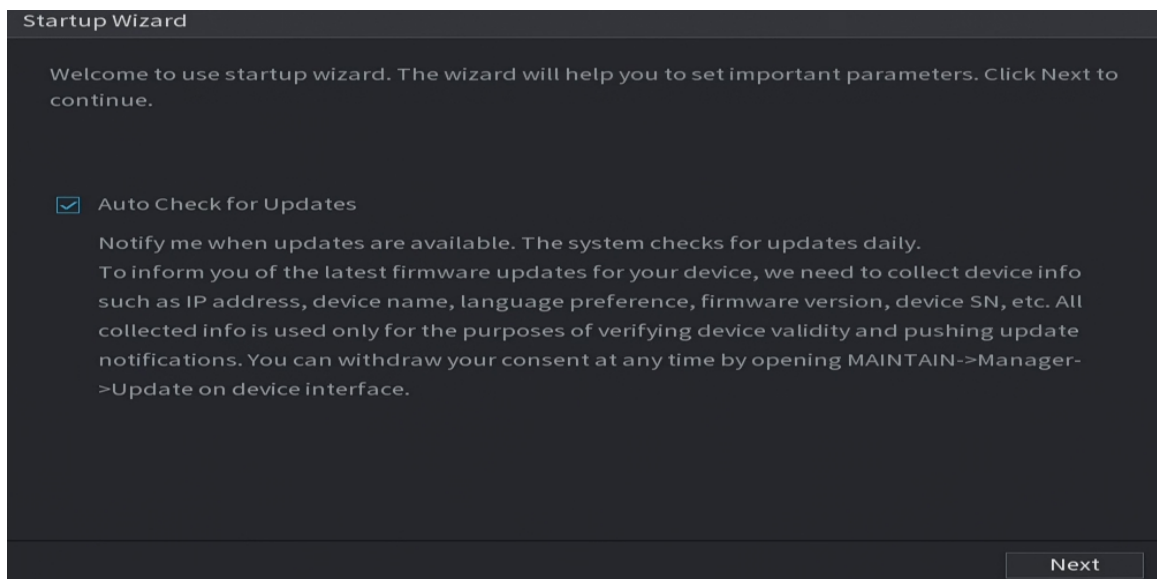 Startup Wizard
Welcome to use startup wizard. The wizard will help you to set important parameters. Click Next to
continue.
Auto Check for Updates
Notify me when updates are available. The system checks for updates daily.
To inform you of the latest firmware updates for your device, we need to collect device info
such as IP address, device name, language preference, firmware version, device SN, etc. All
collected info is used only for the purposes of verifying device validity and pushing update
notifications. You can withdraw your consent at any time by opening MAINTAIN->Manager-
>Update on device interface.
Next